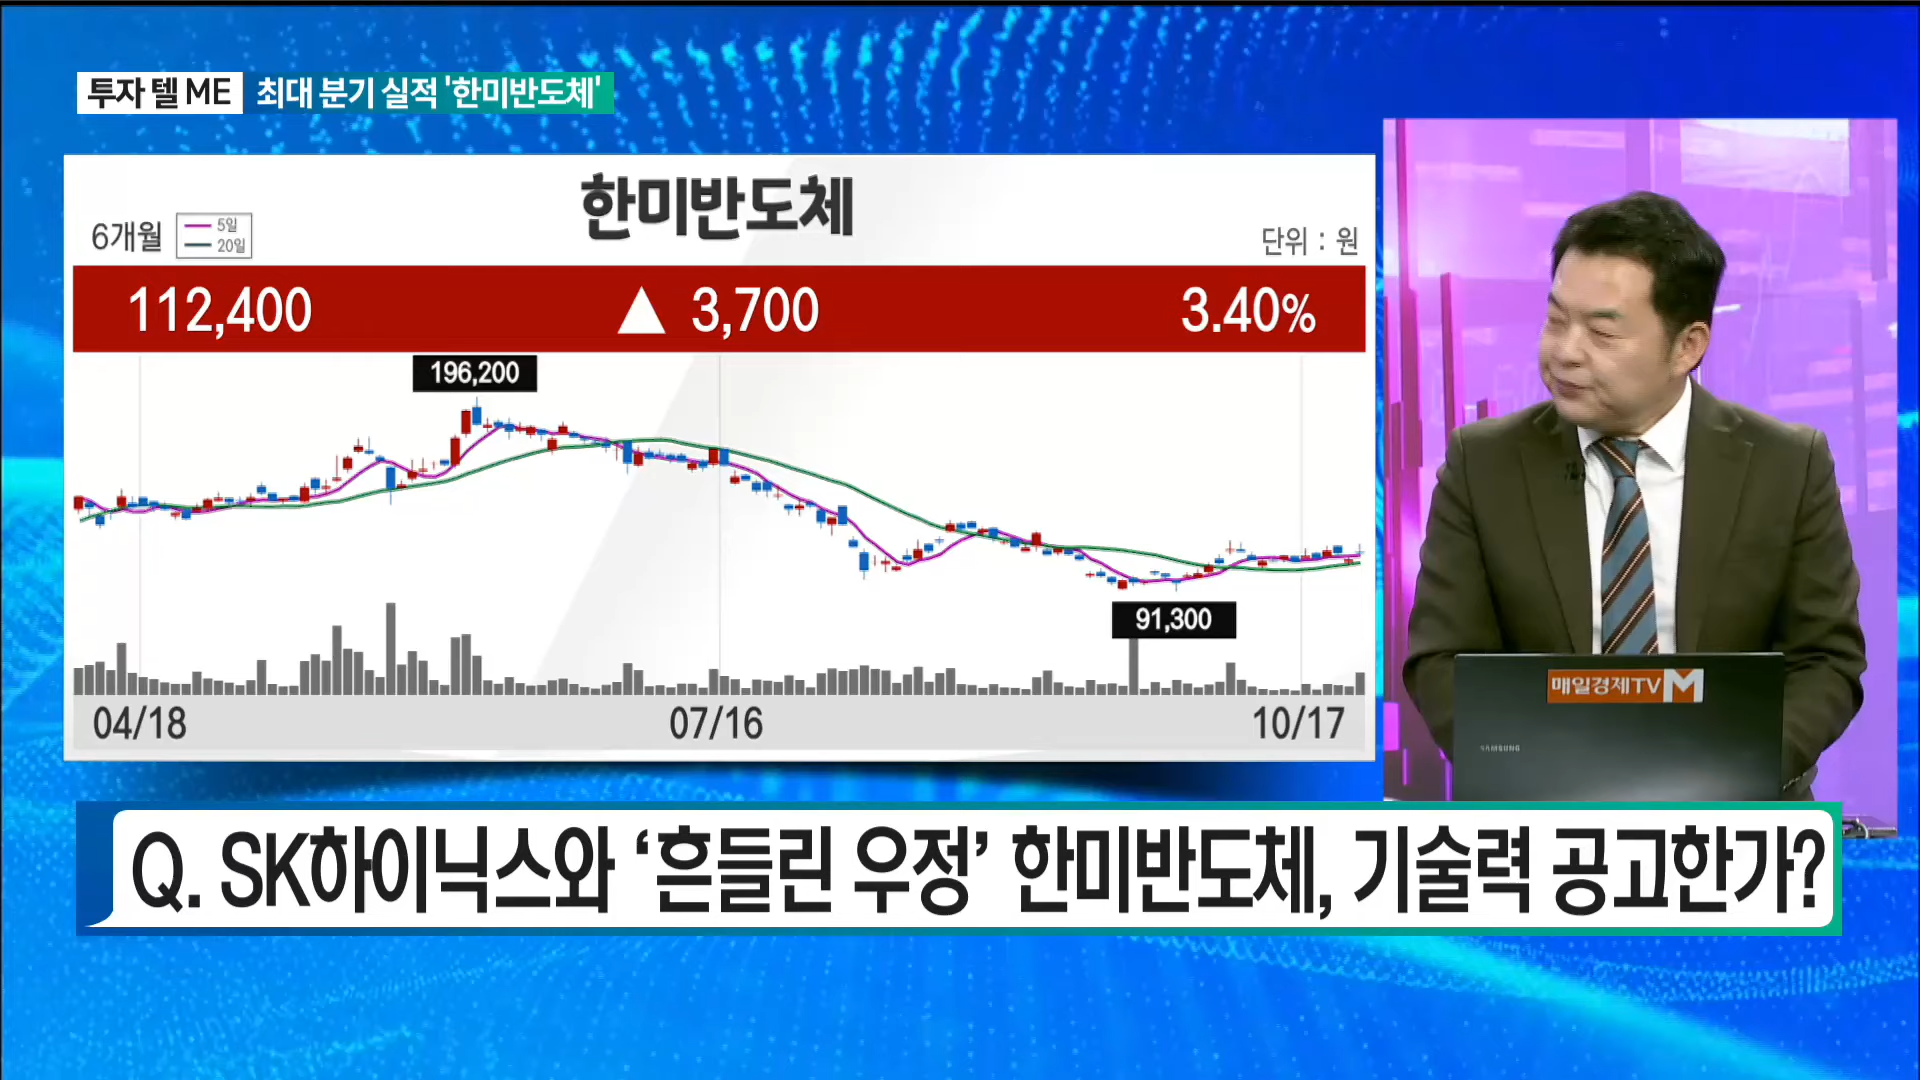 투자 텔 ME 최대 분기 실적 '한미반도체'
한미반도체
6개월
5일
20일
단위 : 원
112,400 ▲ 3,700 3.40%
196,200
91,300
04/18 07/16 10/17
매일경제TV M
SAMSUNG
Q. SK하이닉스와 ‘흔들린 우정’ 한미반도체, 기술력 공고한가?